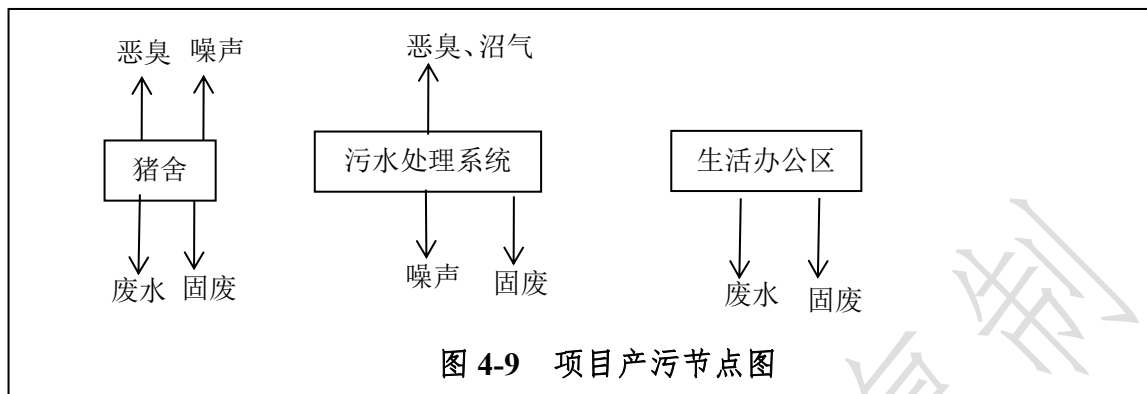 恶臭 噪声 恶臭、沼气
猪舍 污水处理系统 生活办公区
废水 固废 噪声 固废 废水 固废
图 4-9 项目产污节点图
制